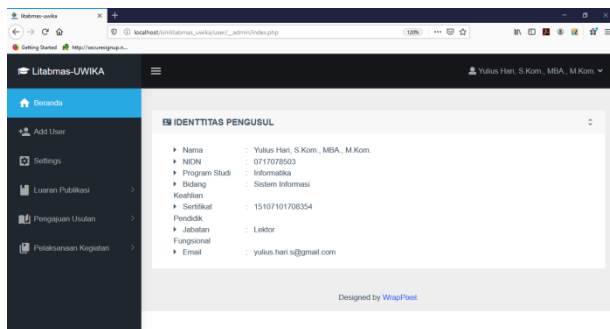 litabmas-uwika
localhost/simlitabmas_uwika/user/_admin/index.php
120%
Getting Started
http://securesignup.n...
Litabmas-UWIKA
Yulius Hari, S.Kom., MBA., M.Kom.
Beranda
Add User
Settings
Luaran Publikasi
Pengajuan Usulan
Pelaksanaan Kegiatan
IDENTTITAS PENGUSUL
Nama : Yulius Hari, S.Kom., MBA., M.Kom.
NIDN : 0717078503
Program Studi : Informatika
Bidang Keahlian : Sistem Informasi
Sertifikat Pendidik : 15107101708354
Jabatan Fungsional : Lektor
Email : yulius.hari.s@gmail.com
Designed by WrapPixel.